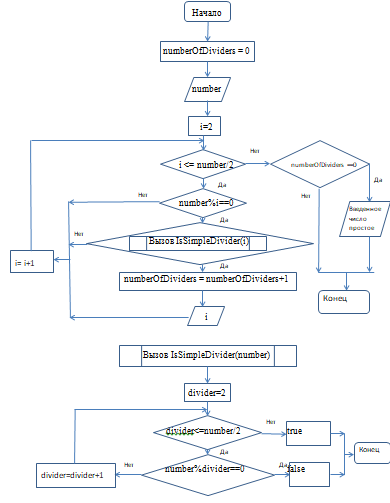 Начало
numberOfDividers = 0
number
i=2
i <= number/2
Нет
numberOfDividers ==0
Да
Да
Нет
number%i==0
Нет
Введенное
число
простое
Да
Нет
Вызов IsSimpleDivider(i)
Да
i= i+1
numberOfDividers = numberOfDividers+1
Конец
i
Вызов IsSimpleDivider(number)
divider=2
Нет
divider<=number/2
true
Да
Конец
number%divider==0
Нет
Да
false
divider=divider+1